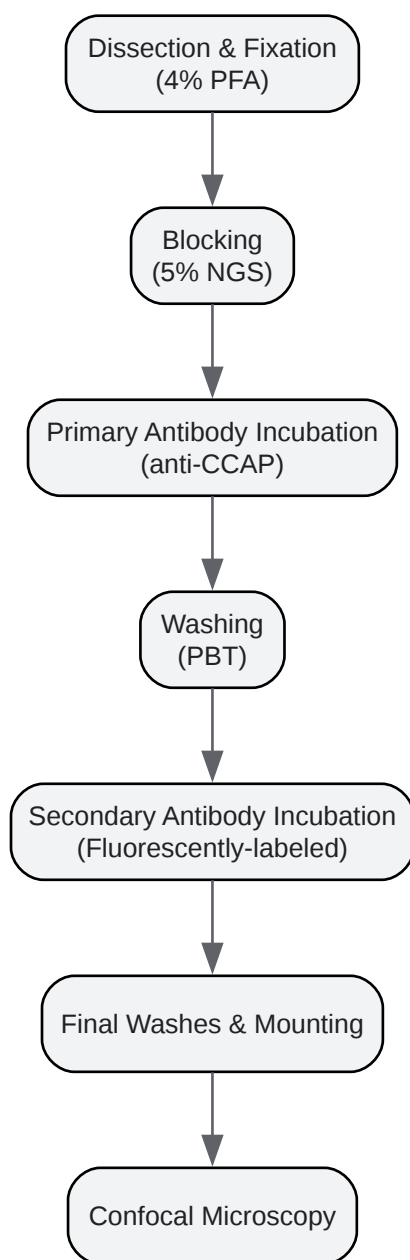 Dissection & Fixation
(4% PFA)
Blocking
(5% NGS)
Primary Antibody Incubation
(anti-CCAP)
Washing
(PBT)
Secondary Antibody Incubation
(Fluorescently-labeled)
Final Washes & Mounting
Confocal Microscopy